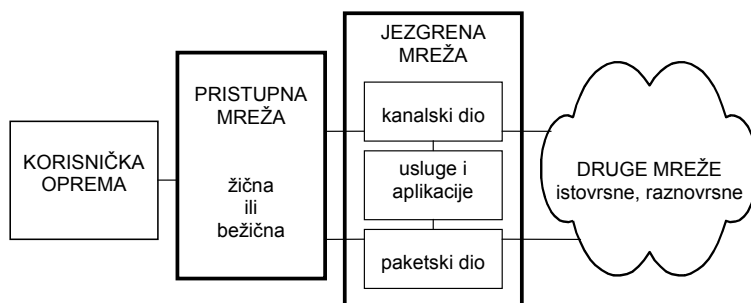 KORISNIČKA
OPREMA
PRISTUPNA
MREŽA
žična
ili
bežična
JEZGRENA
MREŽA
kanalski dio
usluge i
aplikacije
paketski dio
DRUGE MREŽE
istovrsne, raznovrsne